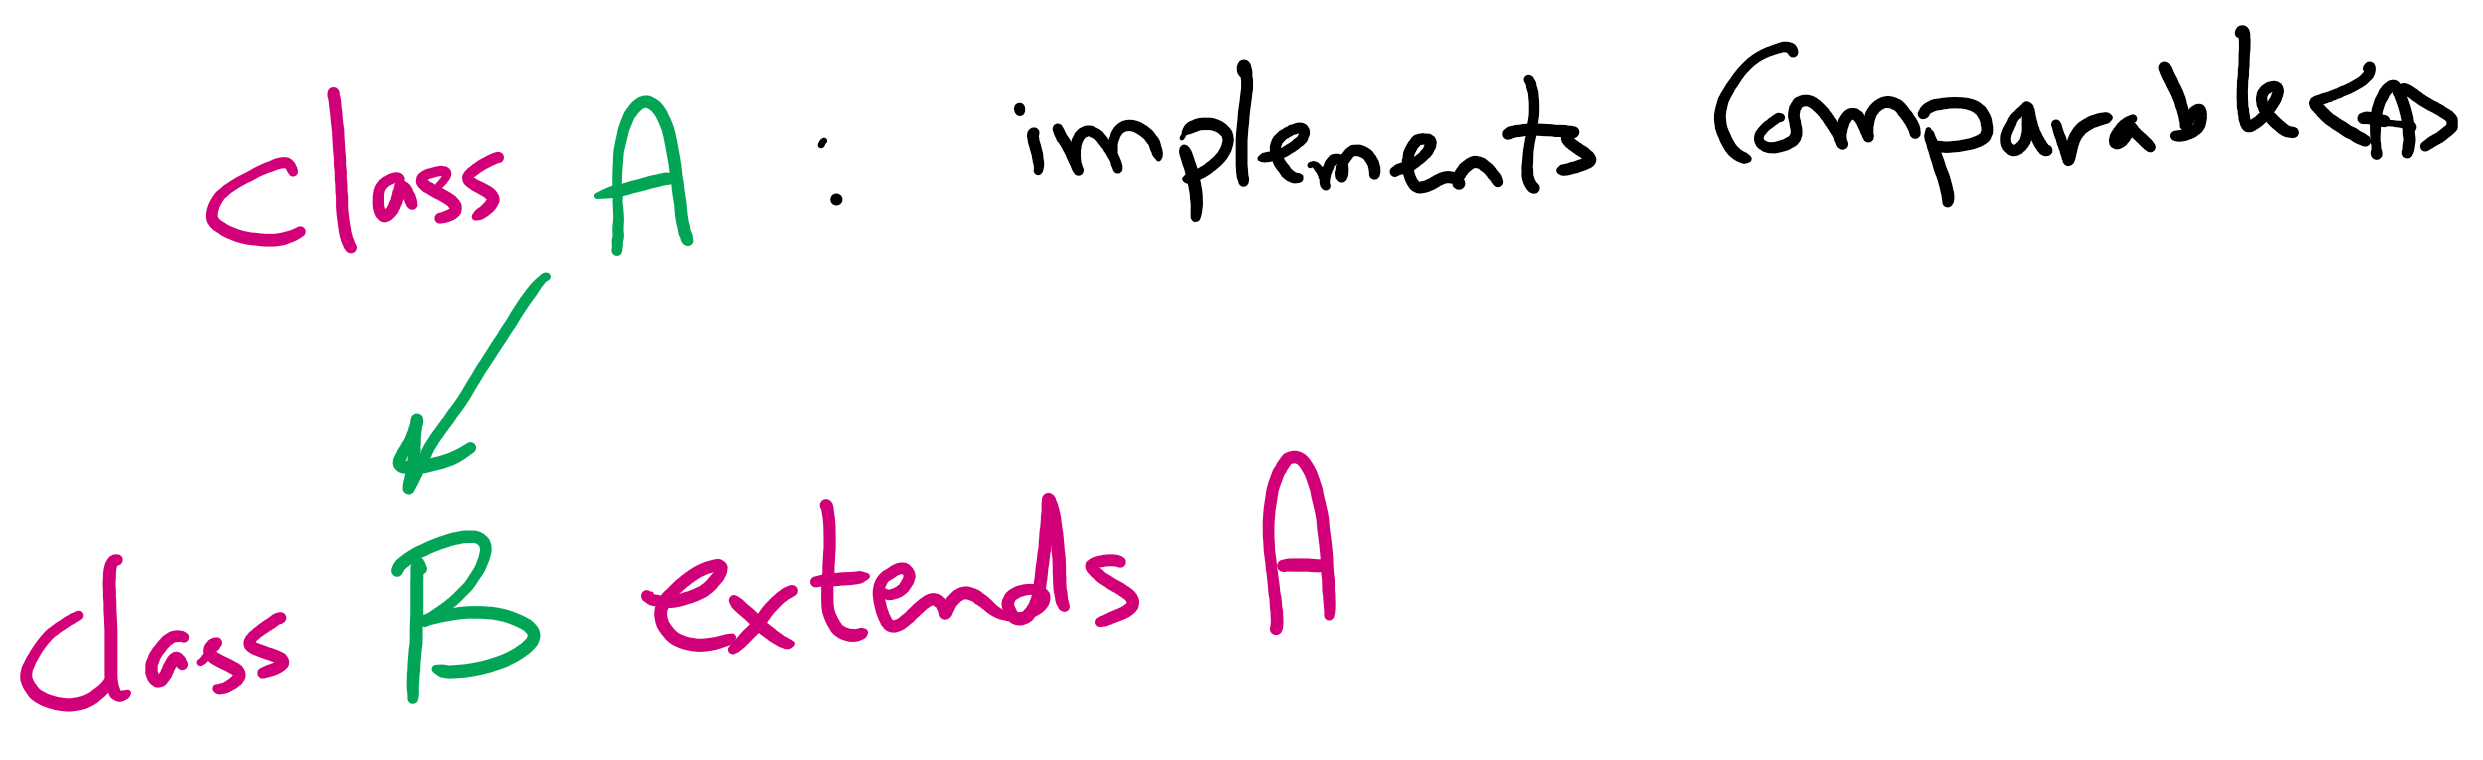 class A : implements Comparable<A>
class B extends A